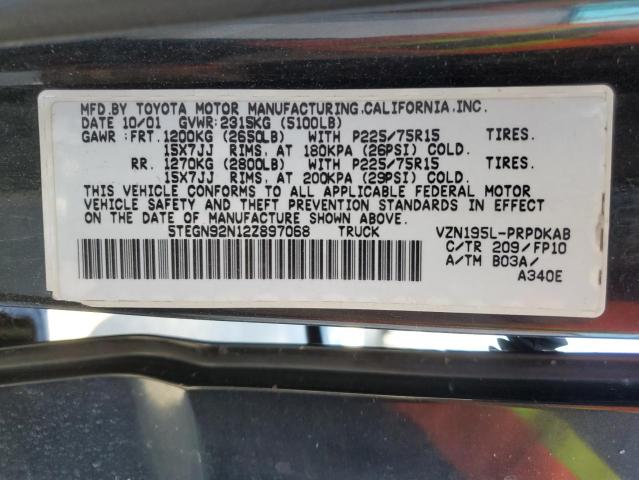 MFD.BY TOYOTA MOTOR MANUFACTURING,CALIFORNIA,INC.
DATE 10/01 GVWR:2315KG (5100LB)
GAWR:FRT.1200KG (2650LB) WITH P225/75R15 TIRES.
15X7JJ RIMS, AT 180KPA (26PSI) COLD.
RR. 1270KG (2800LB) WITH P225/75R15 TIRES.
15X7JJ RIMS, AT 200KPA (29PSI) COLD.
THIS VEHICLE CONFORMS TO ALL APPLICABLE FEDERAL MOTOR
VEHICLE SAFETY AND THEFT PREVENTION STANDARDS IN EFFECT
ON THE DATE OF MANUFACTURE SHOWN ABOVE.
5TEGN92N12Z897068 TRUCK VZN195L-PRPDKAB
C/TR 209/FP10
A/TM B03A/
A340E